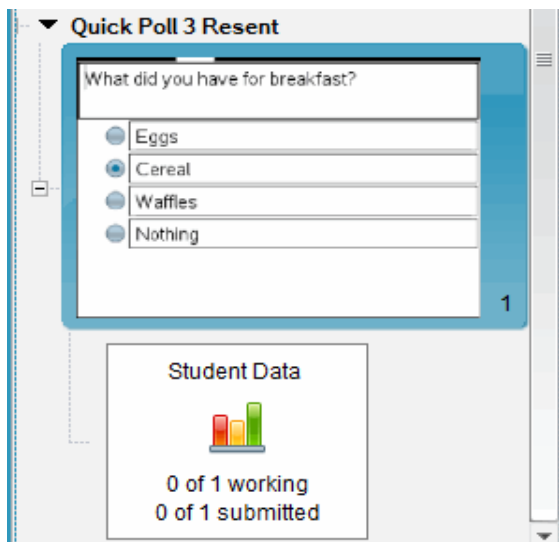 Quick Poll 3 Resent
What did you have for breakfast?
Eggs
Cereal
Waffles
Nothing
1
Student Data
0 of 1 working
0 of 1 submitted